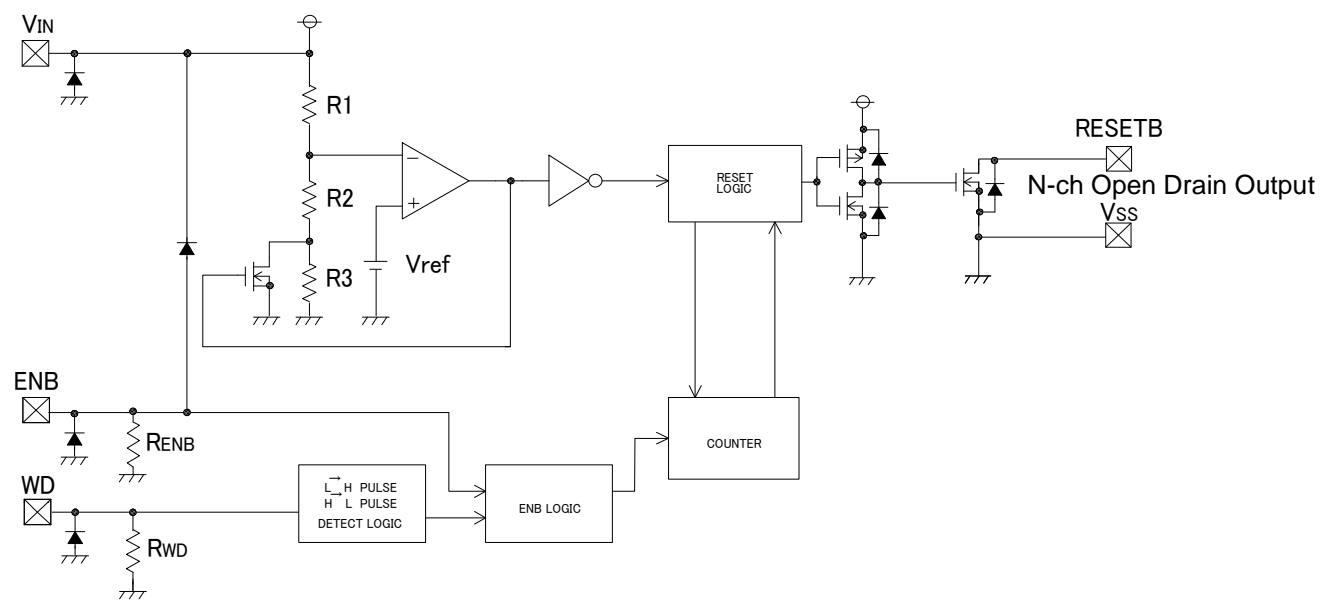 VIN
R1
R2
R3
Vref
−
+
RESET
LOGIC
RESETB
N-ch Open Drain Output
VSS
ENB
RENB
WD
RWD
L→H PULSE
H→L PULSE
DETECT LOGIC
ENB LOGIC
COUNTER